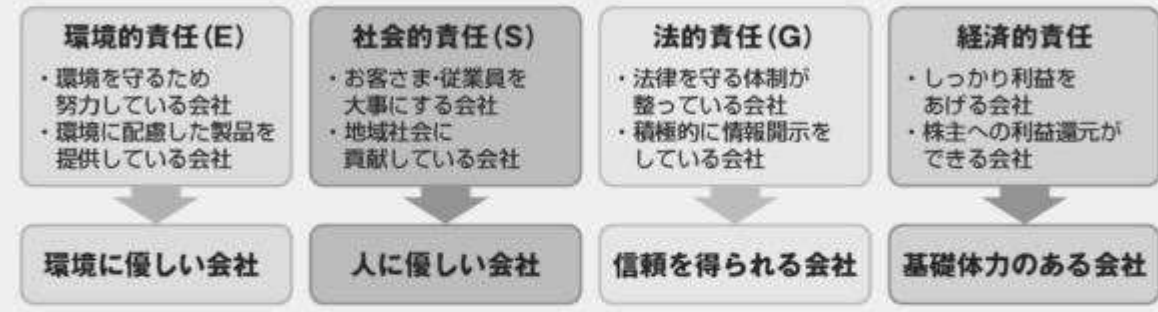 環境的責任(E)
・環境を守るため
努力している会社
・環境に配慮した製品を
提供している会社
環境に優しい会社
社会的責任(S)
・お客さま・従業員を
大事にする会社
・地域社会に
貢献している会社
人に優しい会社
法的責任(G)
・法律を守る体制が
整っている会社
・積極的に情報開示を
している会社
信頼を得られる会社
経済的責任
・しっかり利益を
あげる会社
・株主への利益還元が
できる会社
基礎体力のある会社